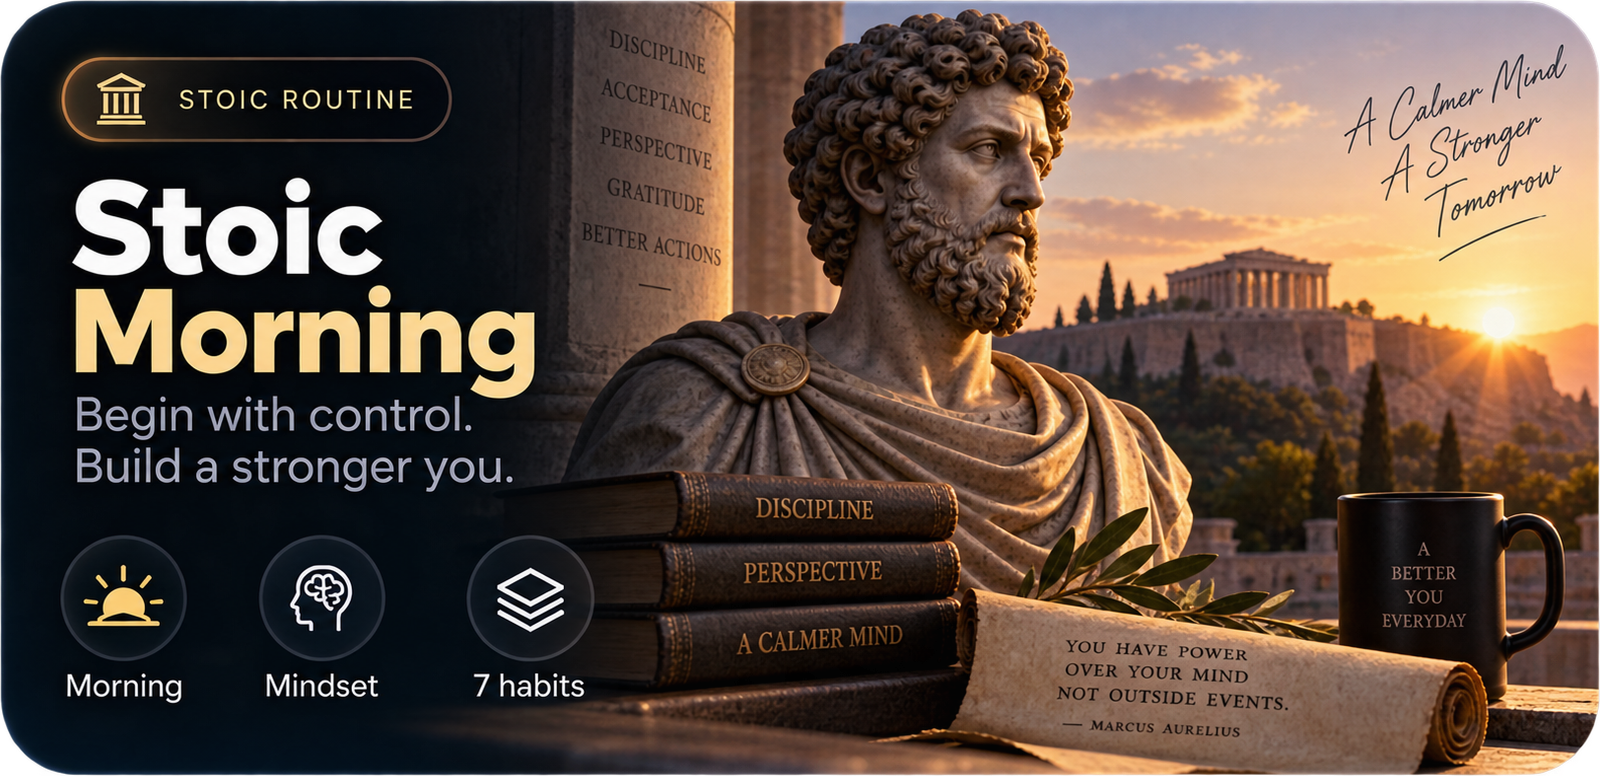 STOIC ROUTINE
Stoic
Morning
Begin with control.
Build a stronger you.
Morning
Mindset
7 habits
DISCIPLINE
ACCEPTANCE
PERSPECTIVE
GRATITUDE
BETTER ACTIONS
A Calmer Mind
A Stronger
Tomorrow
DISCIPLINE
PERSPECTIVE
A CALMER MIND
YOU HAVE POWER
OVER YOUR MIND
NOT OUTSIDE EVENTS.
— MARCUS AURELIUS
A
BETTER
YOU
EVERYDAY